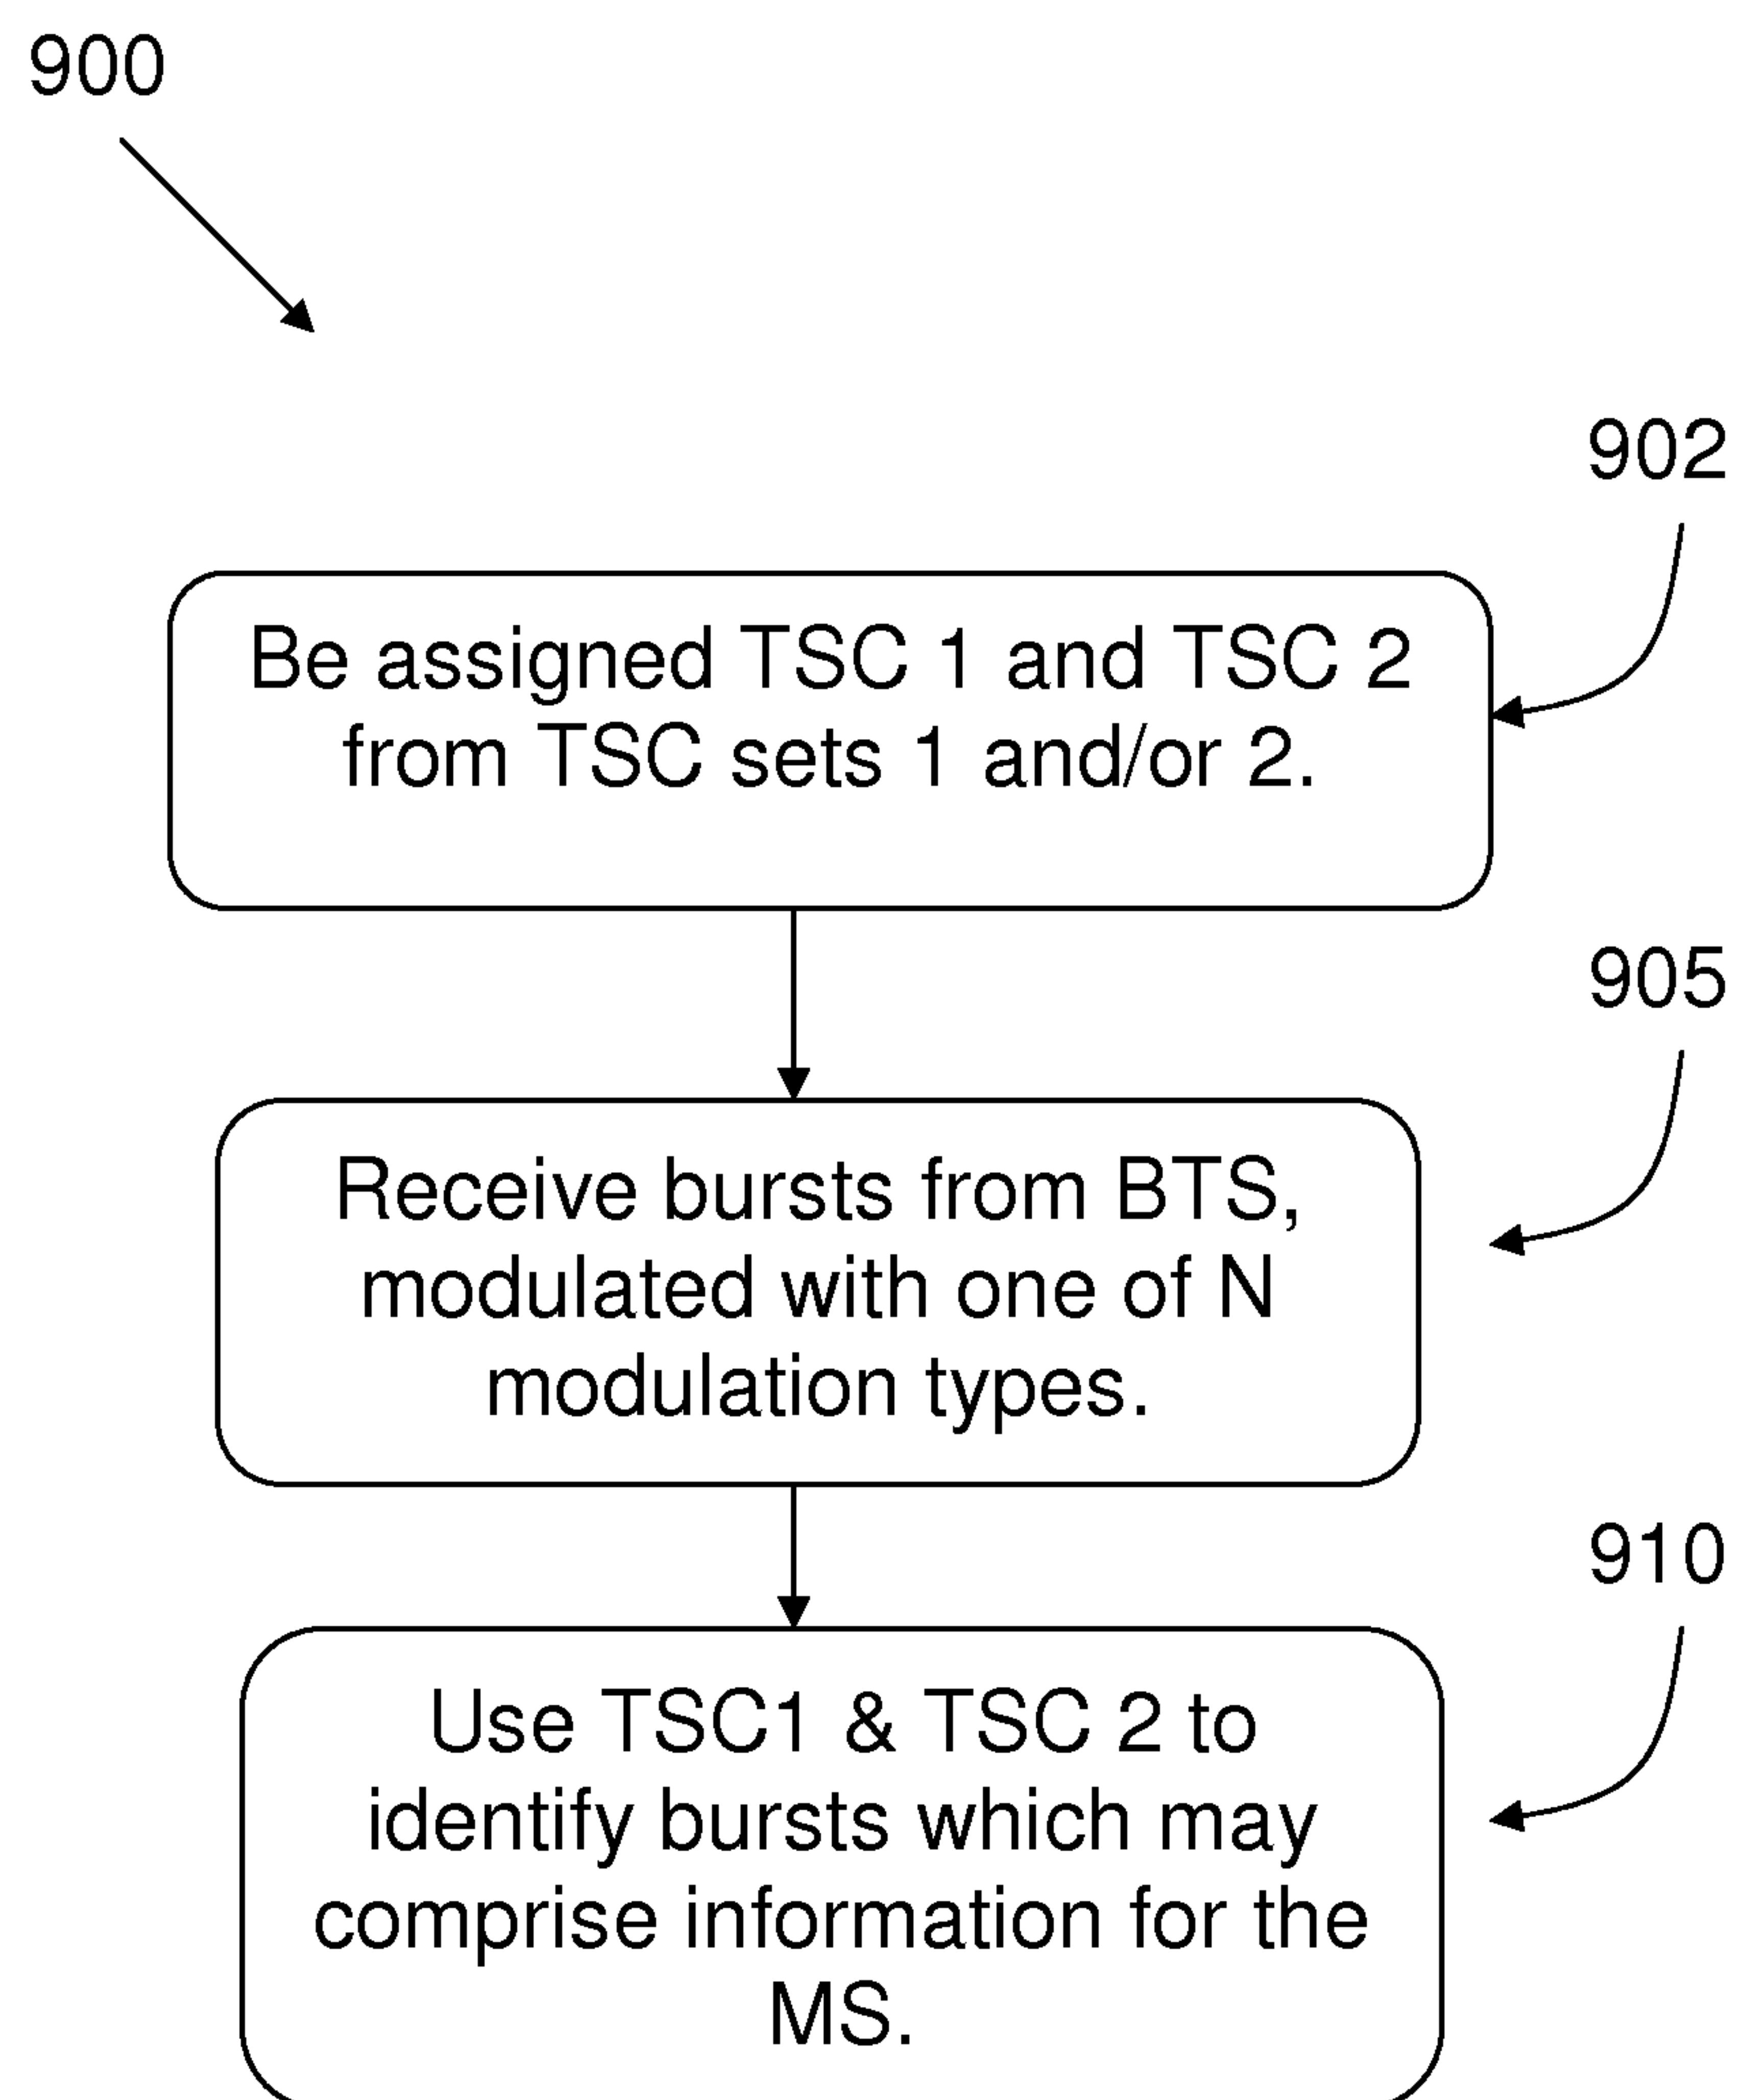 900
902
Be assigned TSC 1 and TSC 2
from TSC sets 1 and/or 2.
905
Receive bursts from BTS,
modulated with one of N
modulation types.
910
Use TSC1 & TSC 2 to
identify bursts which may
comprise information for the
MS.